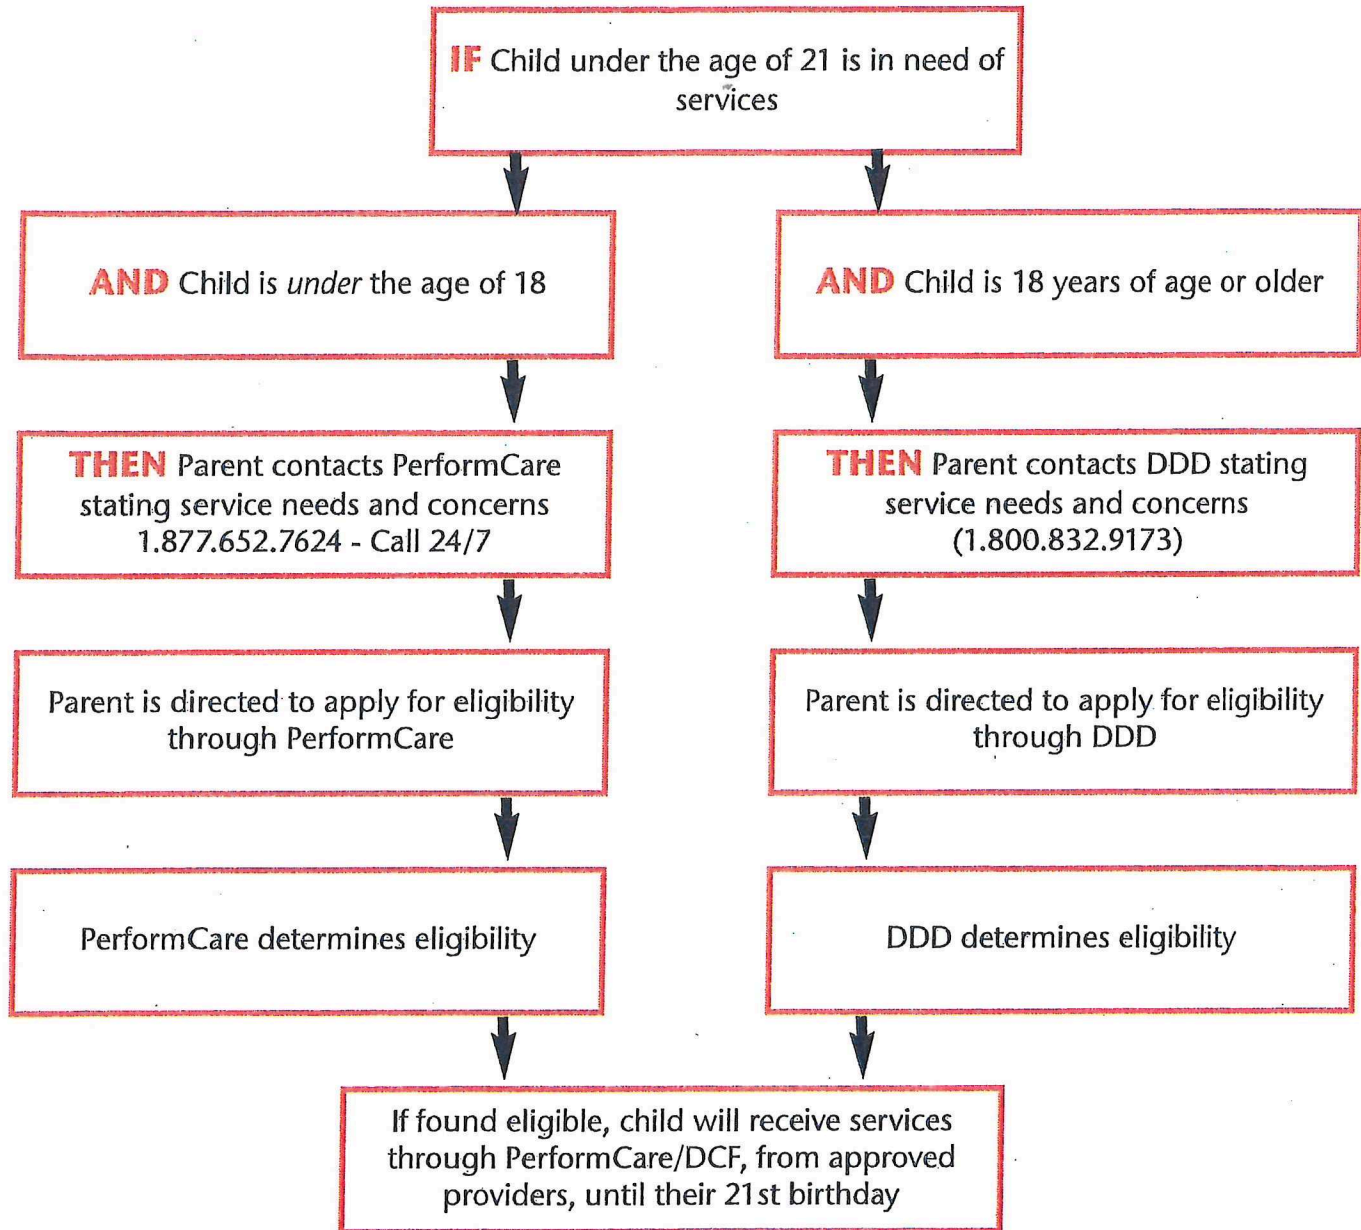 IF Child under the age of 21 is in need of
services
AND Child is under the age of 18
AND Child is 18 years of age or older
THEN Parent contacts PerformCare
stating service needs and concerns
1.877.652.7624 - Call 24/7
THEN Parent contacts DDD stating
service needs and concerns
(1.800.832.9173)
Parent is directed to apply for eligibility
through PerformCare
Parent is directed to apply for eligibility
through DDD
PerformCare determines eligibility
DDD determines eligibility
If found eligible, child will receive services
through PerformCare/DCF, from approved
providers, until their 21st birthday